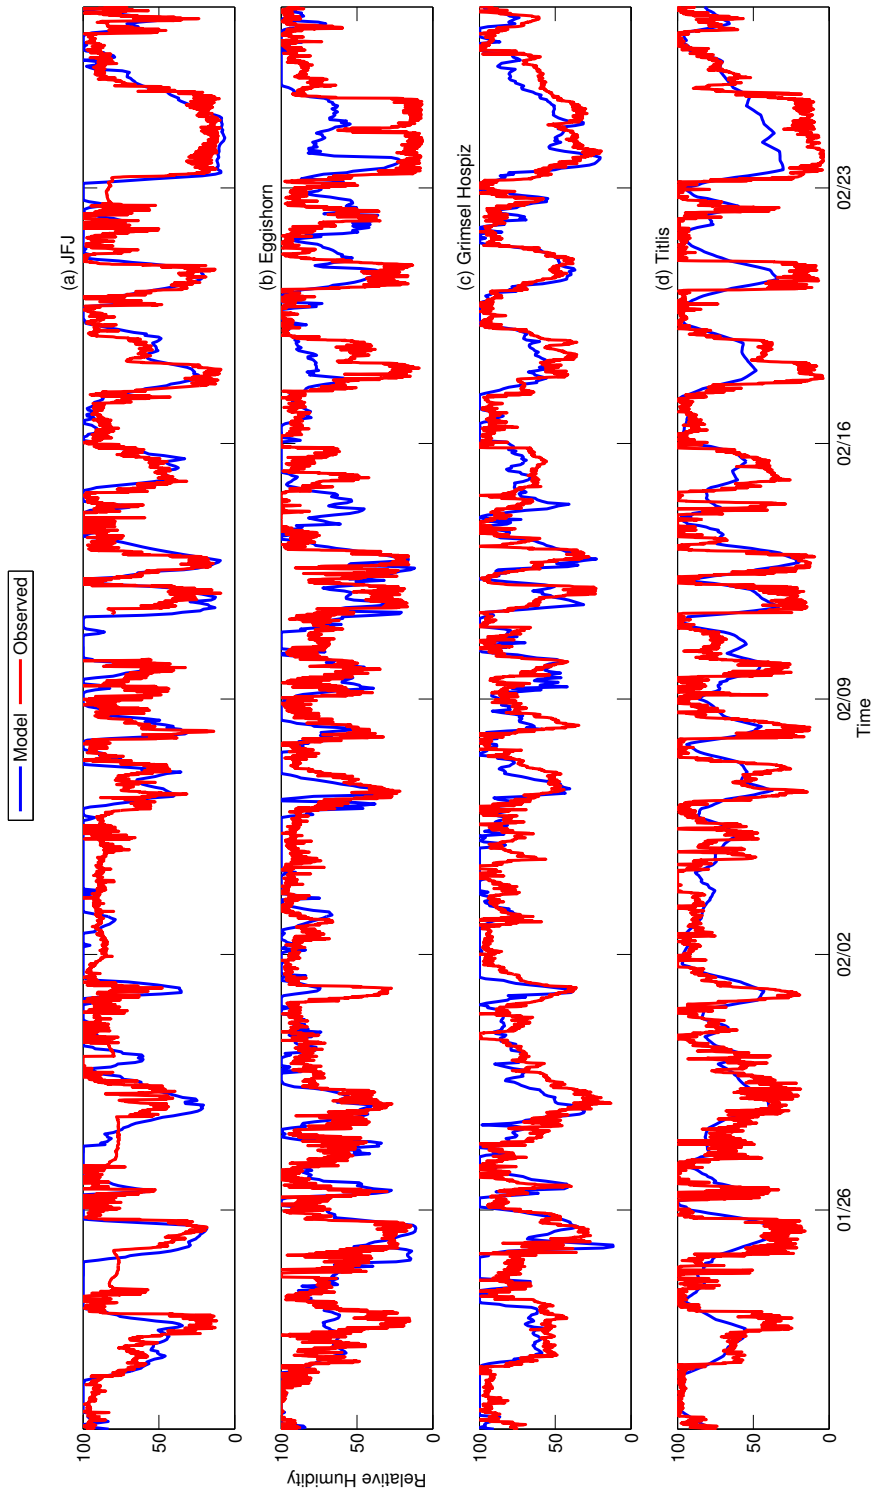 Model
Observed
(a) JFJ
100
50
0
(b) Eggishorn
100
50
0
Relative Humidity
(c) Grimsel Hospiz
100
50
0
(d) Titlis
100
50
0
01/26
02/02
02/09
02/16
02/23
Time